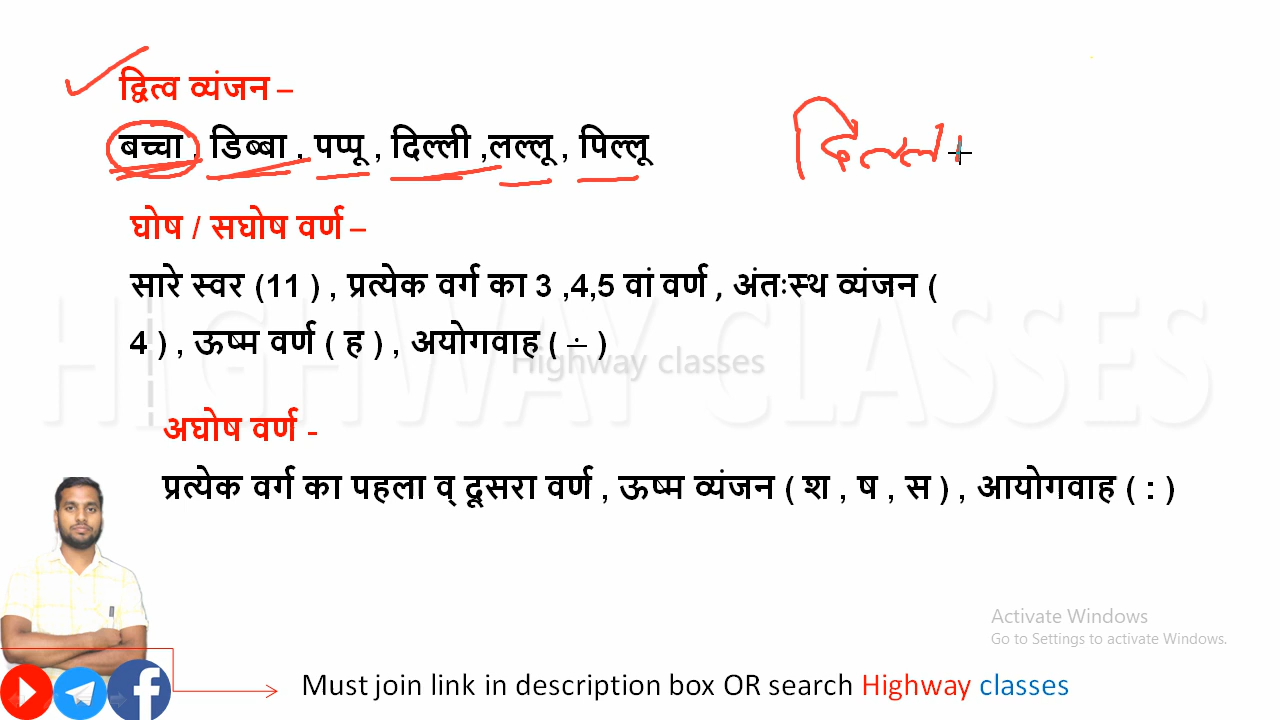 द्वित्व व्यंजन –
बच्चा , डिब्बा , पप्पू , दिल्ली ,लल्लू , पिल्लू
घोष / सघोष वर्ण –
सारे स्वर (11 ) , प्रत्येक वर्ग का 3 ,4,5 वां वर्ण , अंतःस्थ व्यंजन (
4 ) , ऊष्म वर्ण ( ह ) , अयोगवाह ( ∸ )
HIGHWAY CLASSES
Highway classes
अघोष वर्ण -
प्रत्येक वर्ग का पहला व् दूसरा वर्ण , ऊष्म व्यंजन ( श , ष , स ) , आयोगवाह ( : )
Activate Windows
Go to Settings to activate Windows.
Must join link in description box OR search Highway classes